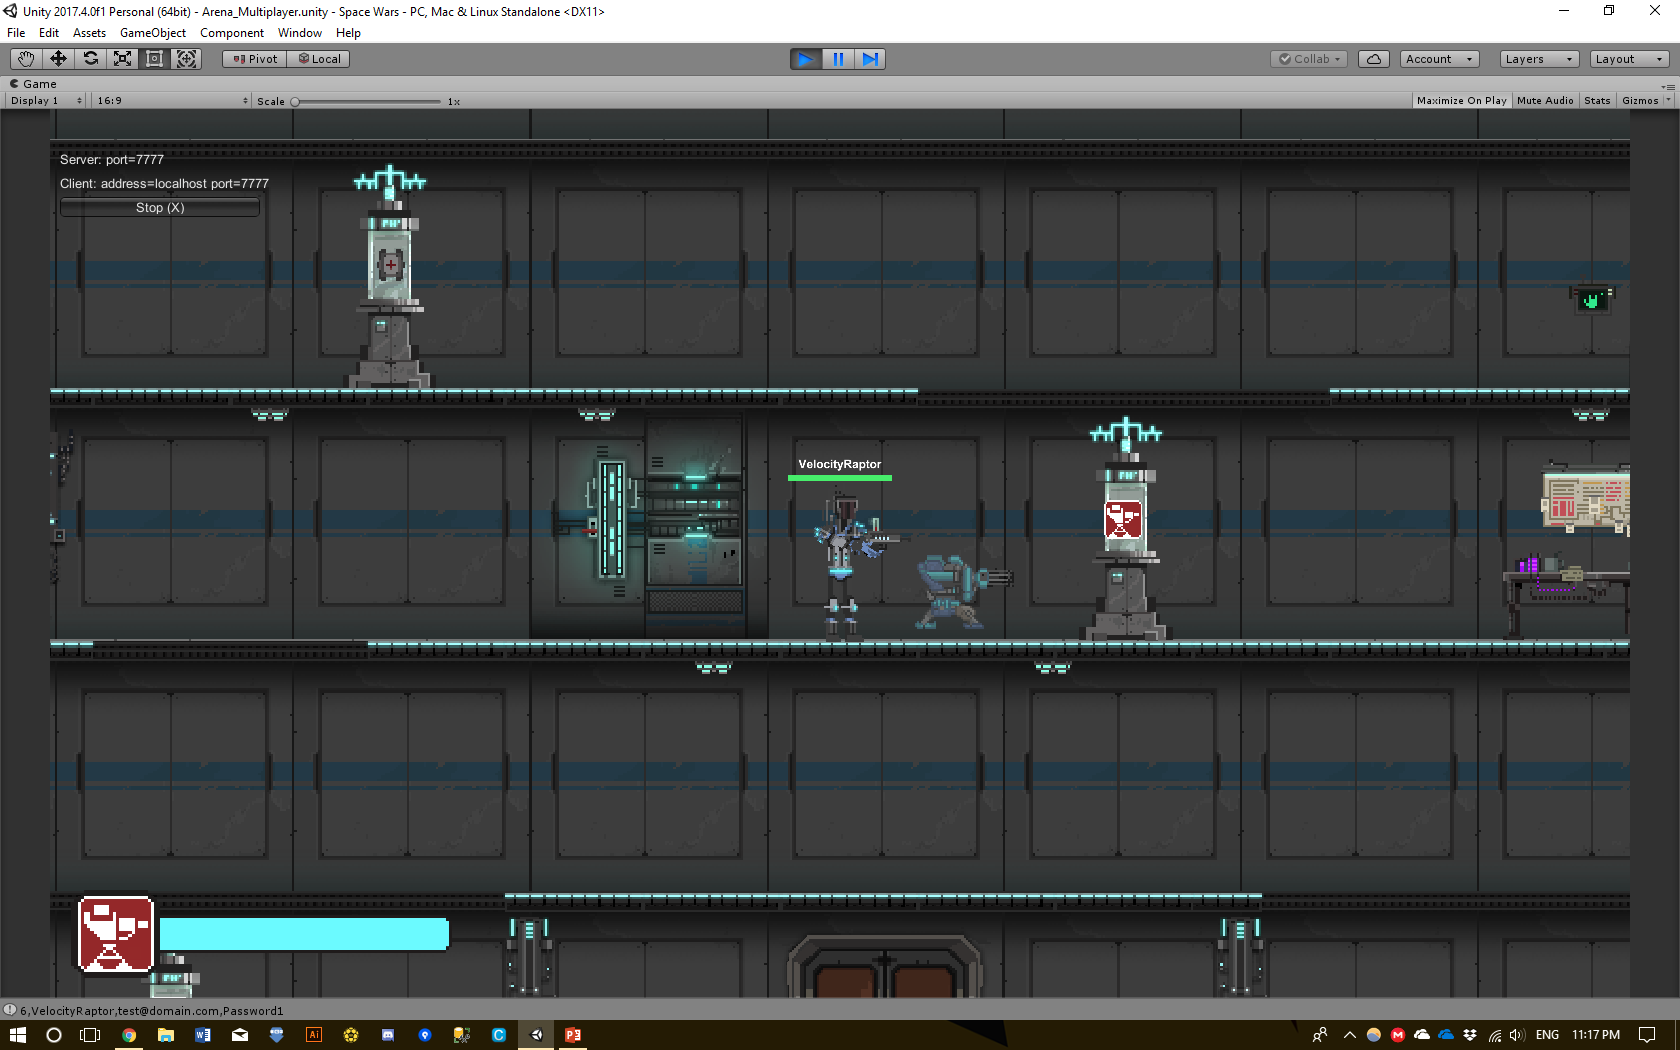 Unity 2017.4.0f1 Personal (64bit) - Arena_Multiplayer.unity - Space Wars - PC, Mac & Linux Standalone <DX11>
File Edit Assets GameObject Component Window Help
Pivot Local Collab Account Layers Layout
Game
Display 1 16:9 Scale 1x Maximize On Play Mute Audio Stats Gizmos
Server: port=7777
Client: address=localhost port=7777
Stop (X)
VelocityRaptor
6,VelocityRaptor,test@domain.com,Password1
ENG 11:17 PM